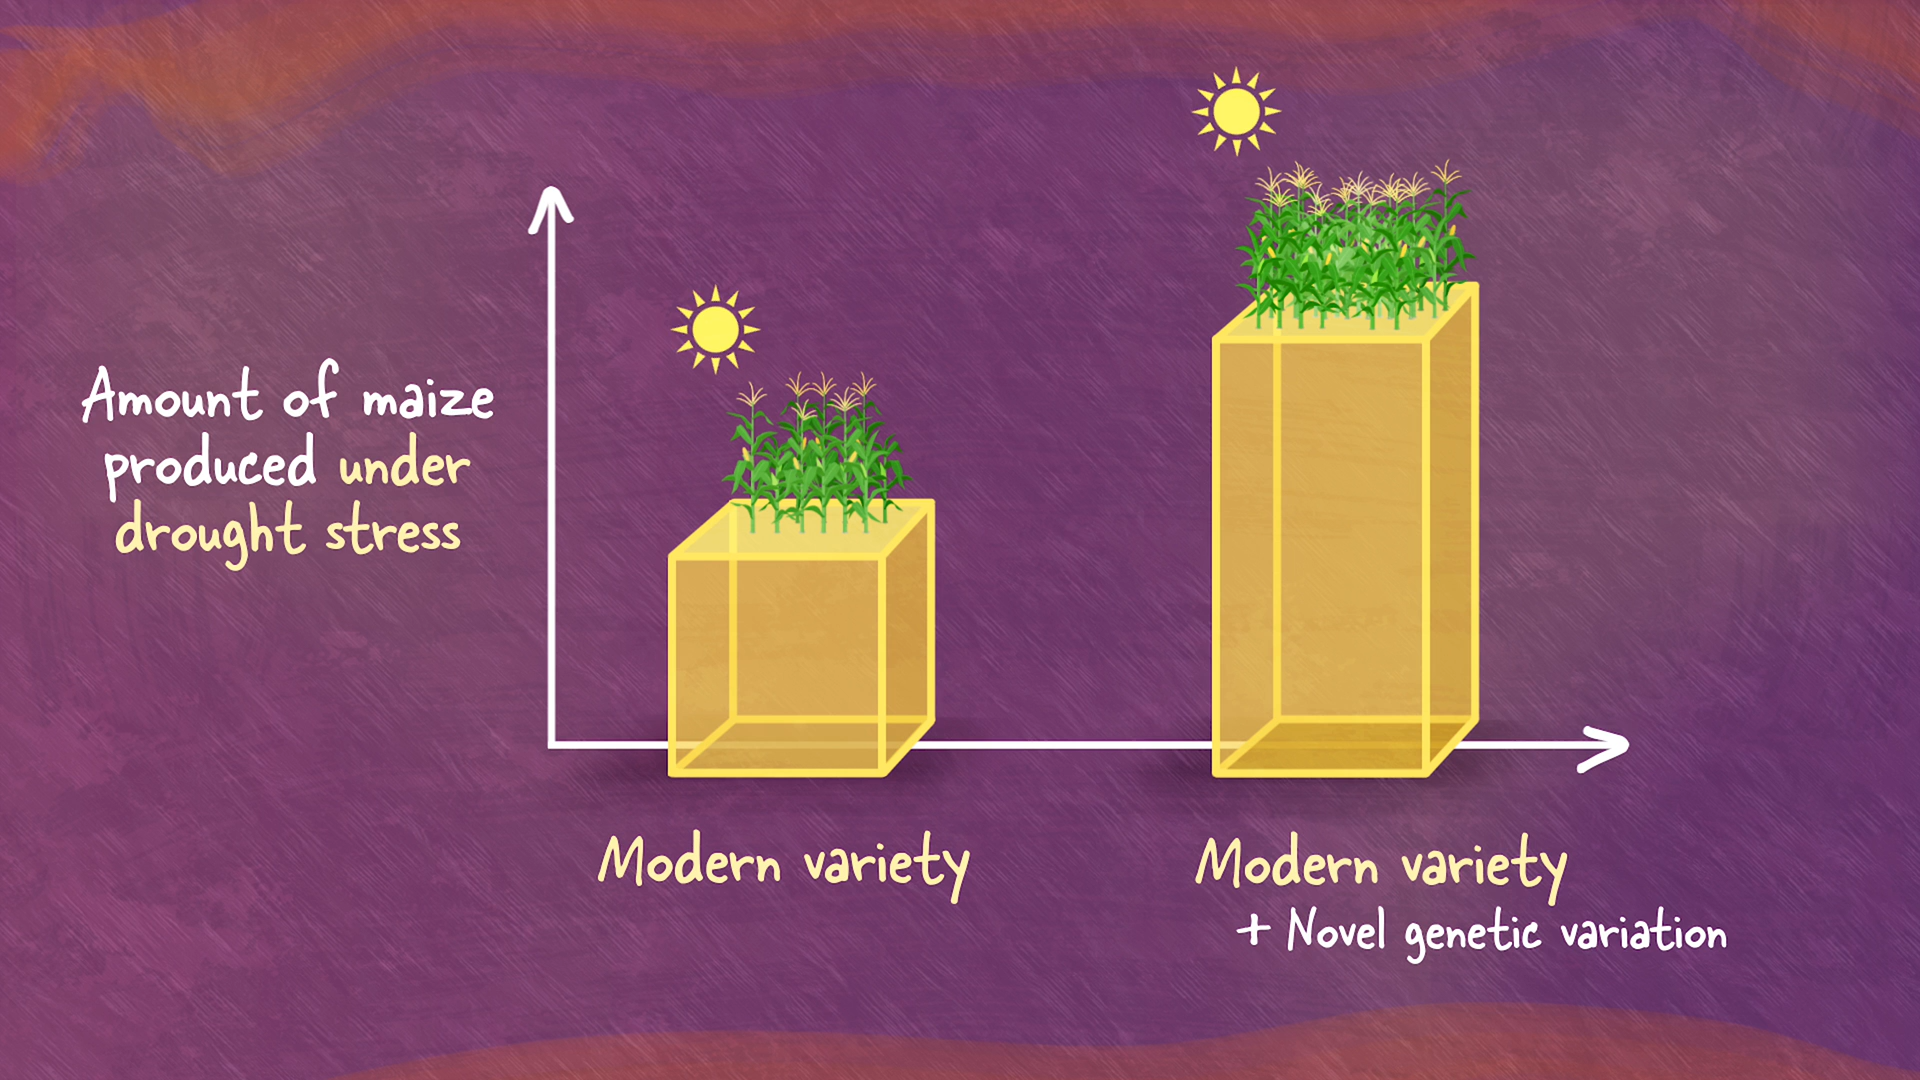 Amount of maize
produced under
drought stress
Modern variety
Modern variety
+ Novel genetic variation